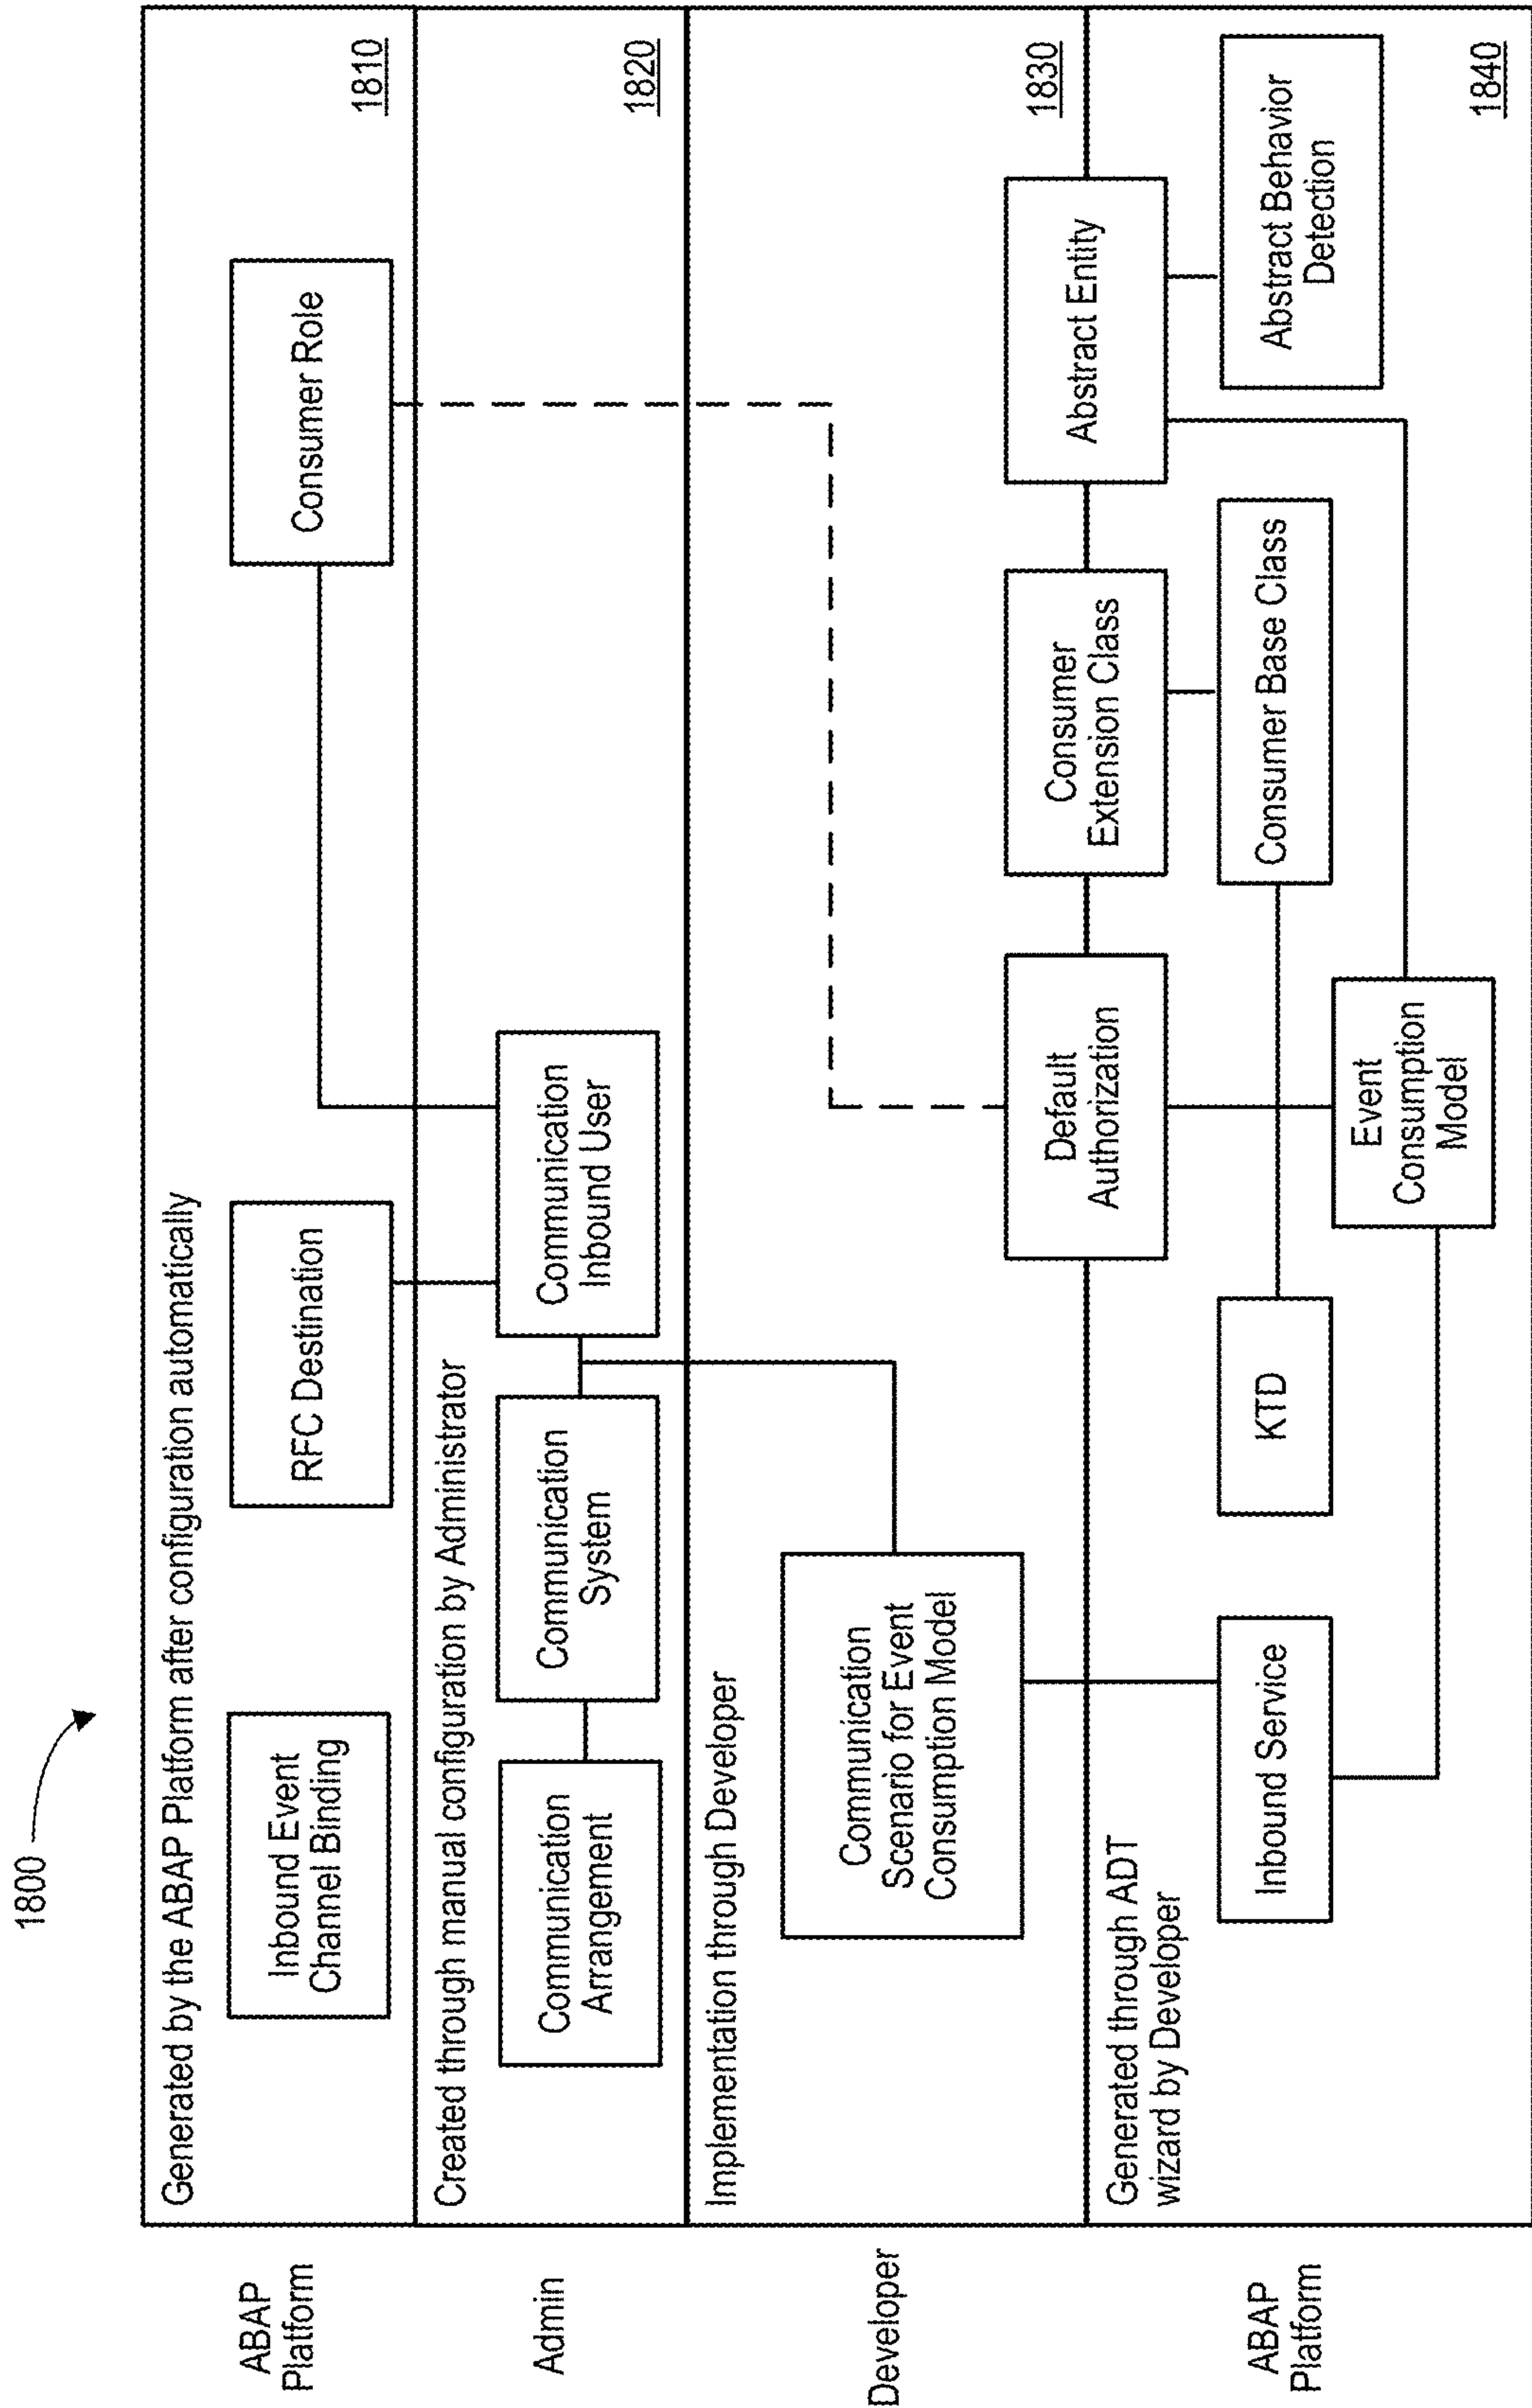 1800
ABAP
Platform
Generated by the ABAP Platform after configuration automatically
Inbound Event
Channel Binding
RFC Destination
Consumer Role
1810
Admin
Created through manual configuration by Administrator
Communication
Arrangement
Communication
System
Communication
Inbound User
1820
Developer
Implementation through Developer
Communication
Scenario for Event
Consumption Model
Default
Authorization
Consumer
Extension Class
Abstract Entity
1830
ABAP
Platform
Generated through ADT
wizard by Developer
Inbound Service
KTD
Event
Consumption
Model
Consumer Base Class
Abstract Behavior
Detection
1840